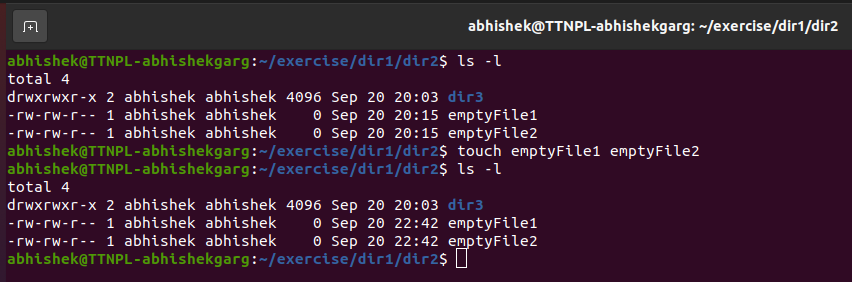 abhishek@TTNPL-abhishekgarg: ~/exercise/dir1/dir2
abhishek@TTNPL-abhishekgarg:~/exercise/dir1/dir2$ ls -l
total 4
drwxrwxr-x 2 abhishek abhishek 4096 Sep 20 20:03 dir3
-rw-rw-r-- 1 abhishek abhishek    0 Sep 20 20:15 emptyFile1
-rw-rw-r-- 1 abhishek abhishek    0 Sep 20 20:15 emptyFile2
abhishek@TTNPL-abhishekgarg:~/exercise/dir1/dir2$ touch emptyFile1 emptyFile2
abhishek@TTNPL-abhishekgarg:~/exercise/dir1/dir2$ ls -l
total 4
drwxrwxr-x 2 abhishek abhishek 4096 Sep 20 20:03 dir3
-rw-rw-r-- 1 abhishek abhishek    0 Sep 20 22:42 emptyFile1
-rw-rw-r-- 1 abhishek abhishek    0 Sep 20 22:42 emptyFile2
abhishek@TTNPL-abhishekgarg:~/exercise/dir1/dir2$